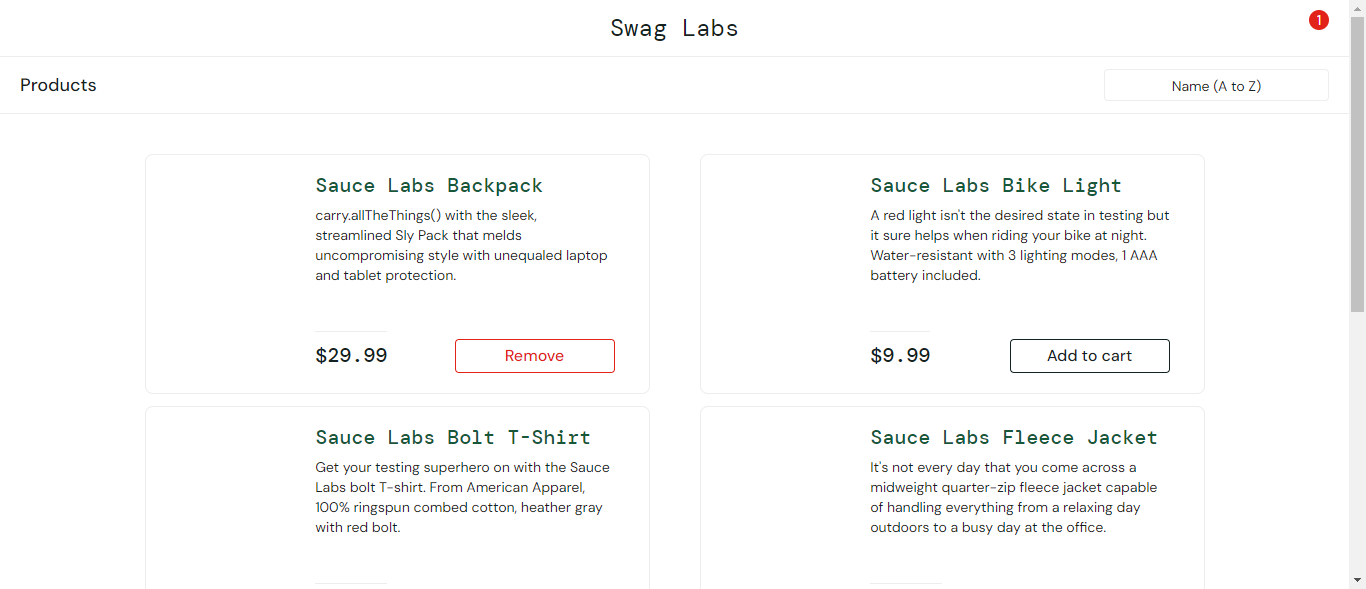 Swag Labs
1
Products
Name (A to Z)
Sauce Labs Backpack
carry.allTheThings() with the sleek,
streamlined Sly Pack that melds
uncompromising style with unequaled laptop
and tablet protection.
$29.99
Remove
Sauce Labs Bike Light
A red light isn't the desired state in testing but
it sure helps when riding your bike at night.
Water-resistant with 3 lighting modes, 1 AAA
battery included.
$9.99
Add to cart
Sauce Labs Bolt T-Shirt
Get your testing superhero on with the Sauce
Labs bolt T-shirt. From American Apparel,
100% ringspun combed cotton, heather gray
with red bolt.
Sauce Labs Fleece Jacket
It's not every day that you come across a
midweight quarter-zip fleece jacket capable
of handling everything from a relaxing day
outdoors to a busy day at the office.